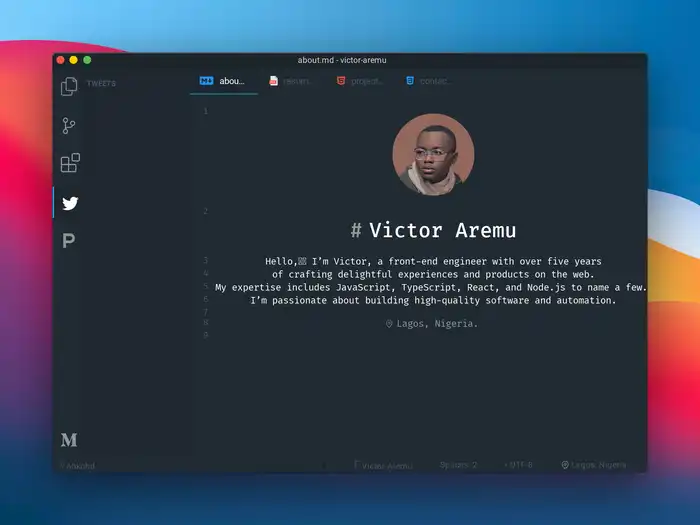 about.md - victor-aremu
TWEETS
abou...
resum...
project...
contac...
1
2
# Victor Aremu
3
Hello, I’m Victor, a front-end engineer with over five years
4
of crafting delightful experiences and products on the web.
5
My expertise includes JavaScript, TypeScript, React, and Node.js to name a few.
6
I’m passionate about building high-quality software and automation.
7
8
Lagos, Nigeria.
9
P
M
Victor Aremu
Spaces: 2
UTF-8
Lagos, Nigeria